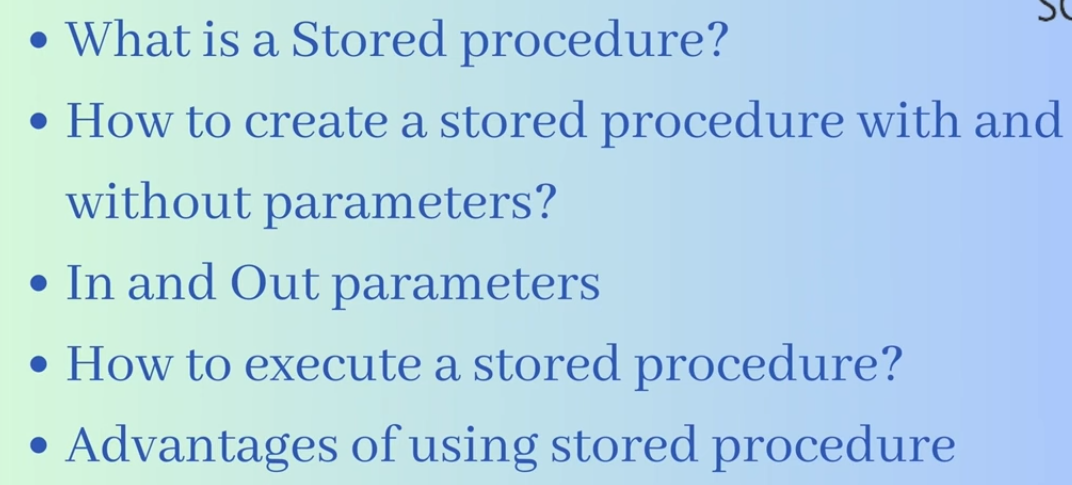 • What is a Stored procedure?
• How to create a stored procedure with and
without parameters?
• In and Out parameters
• How to execute a stored procedure?
• Advantages of using stored procedure